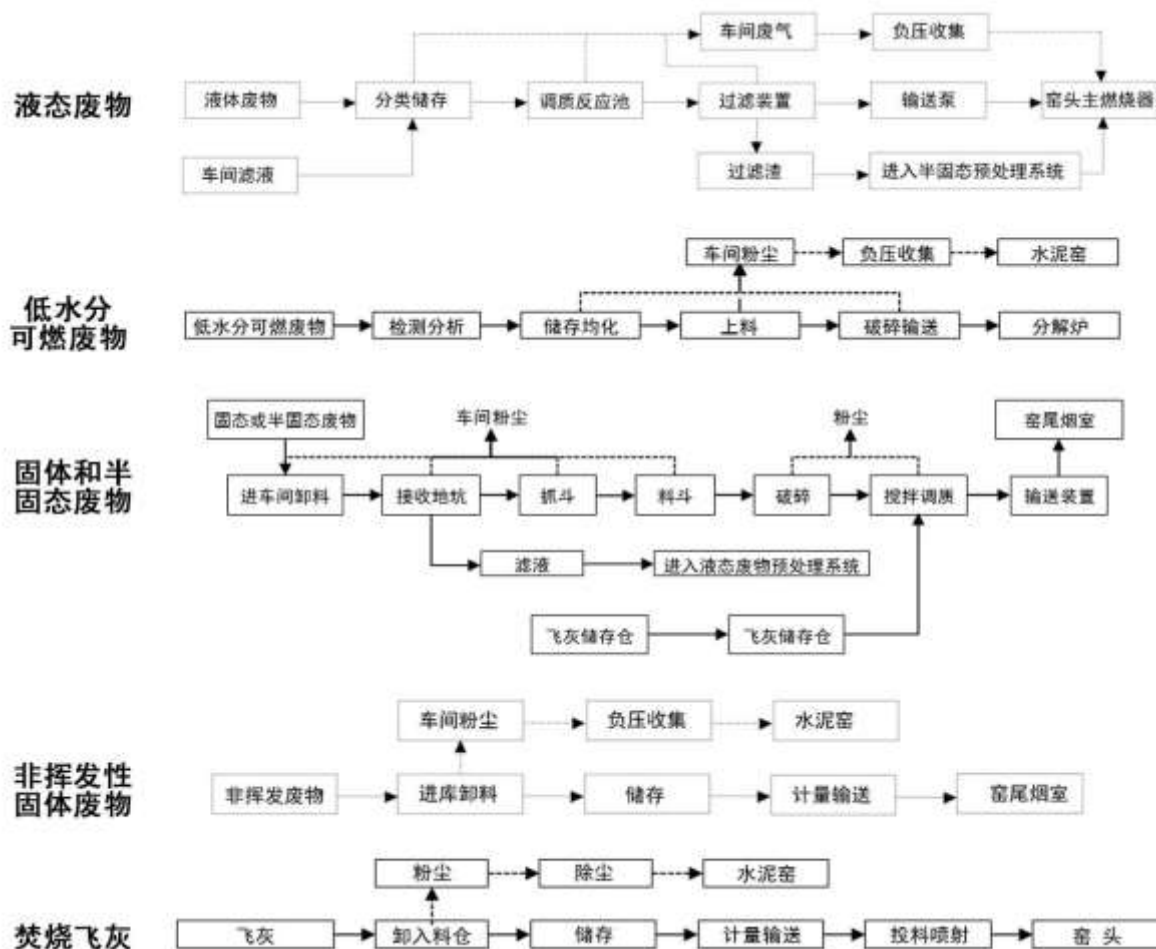 车间废气
负压收集
液态废物
液体废物
分类储存
调质反应池
过滤装置
输送泵
窑头主燃烧器
车间滤液
过滤渣
进入半固态预处理系统
车间粉尘
负压收集
水泥窑
低水分
可燃废物
低水分可燃废物
检测分析
储存均化
上料
破碎输送
分解炉
固态或半固态废物
车间粉尘
粉尘
窑尾烟室
固体和半
固态废物
进车间卸料
接收地坑
抓斗
料斗
破碎
搅拌调质
输送装置
滤液
进入液态废物预处理系统
飞灰储存仓
飞灰储存仓
车间粉尘
负压收集
水泥窑
非挥发性
固体废物
非挥发废物
进库卸料
储存
计量输送
窑尾烟室
粉尘
除尘
水泥窑
焚烧飞灰
飞灰
卸入料仓
储存
计量输送
投料喷射
窑 头